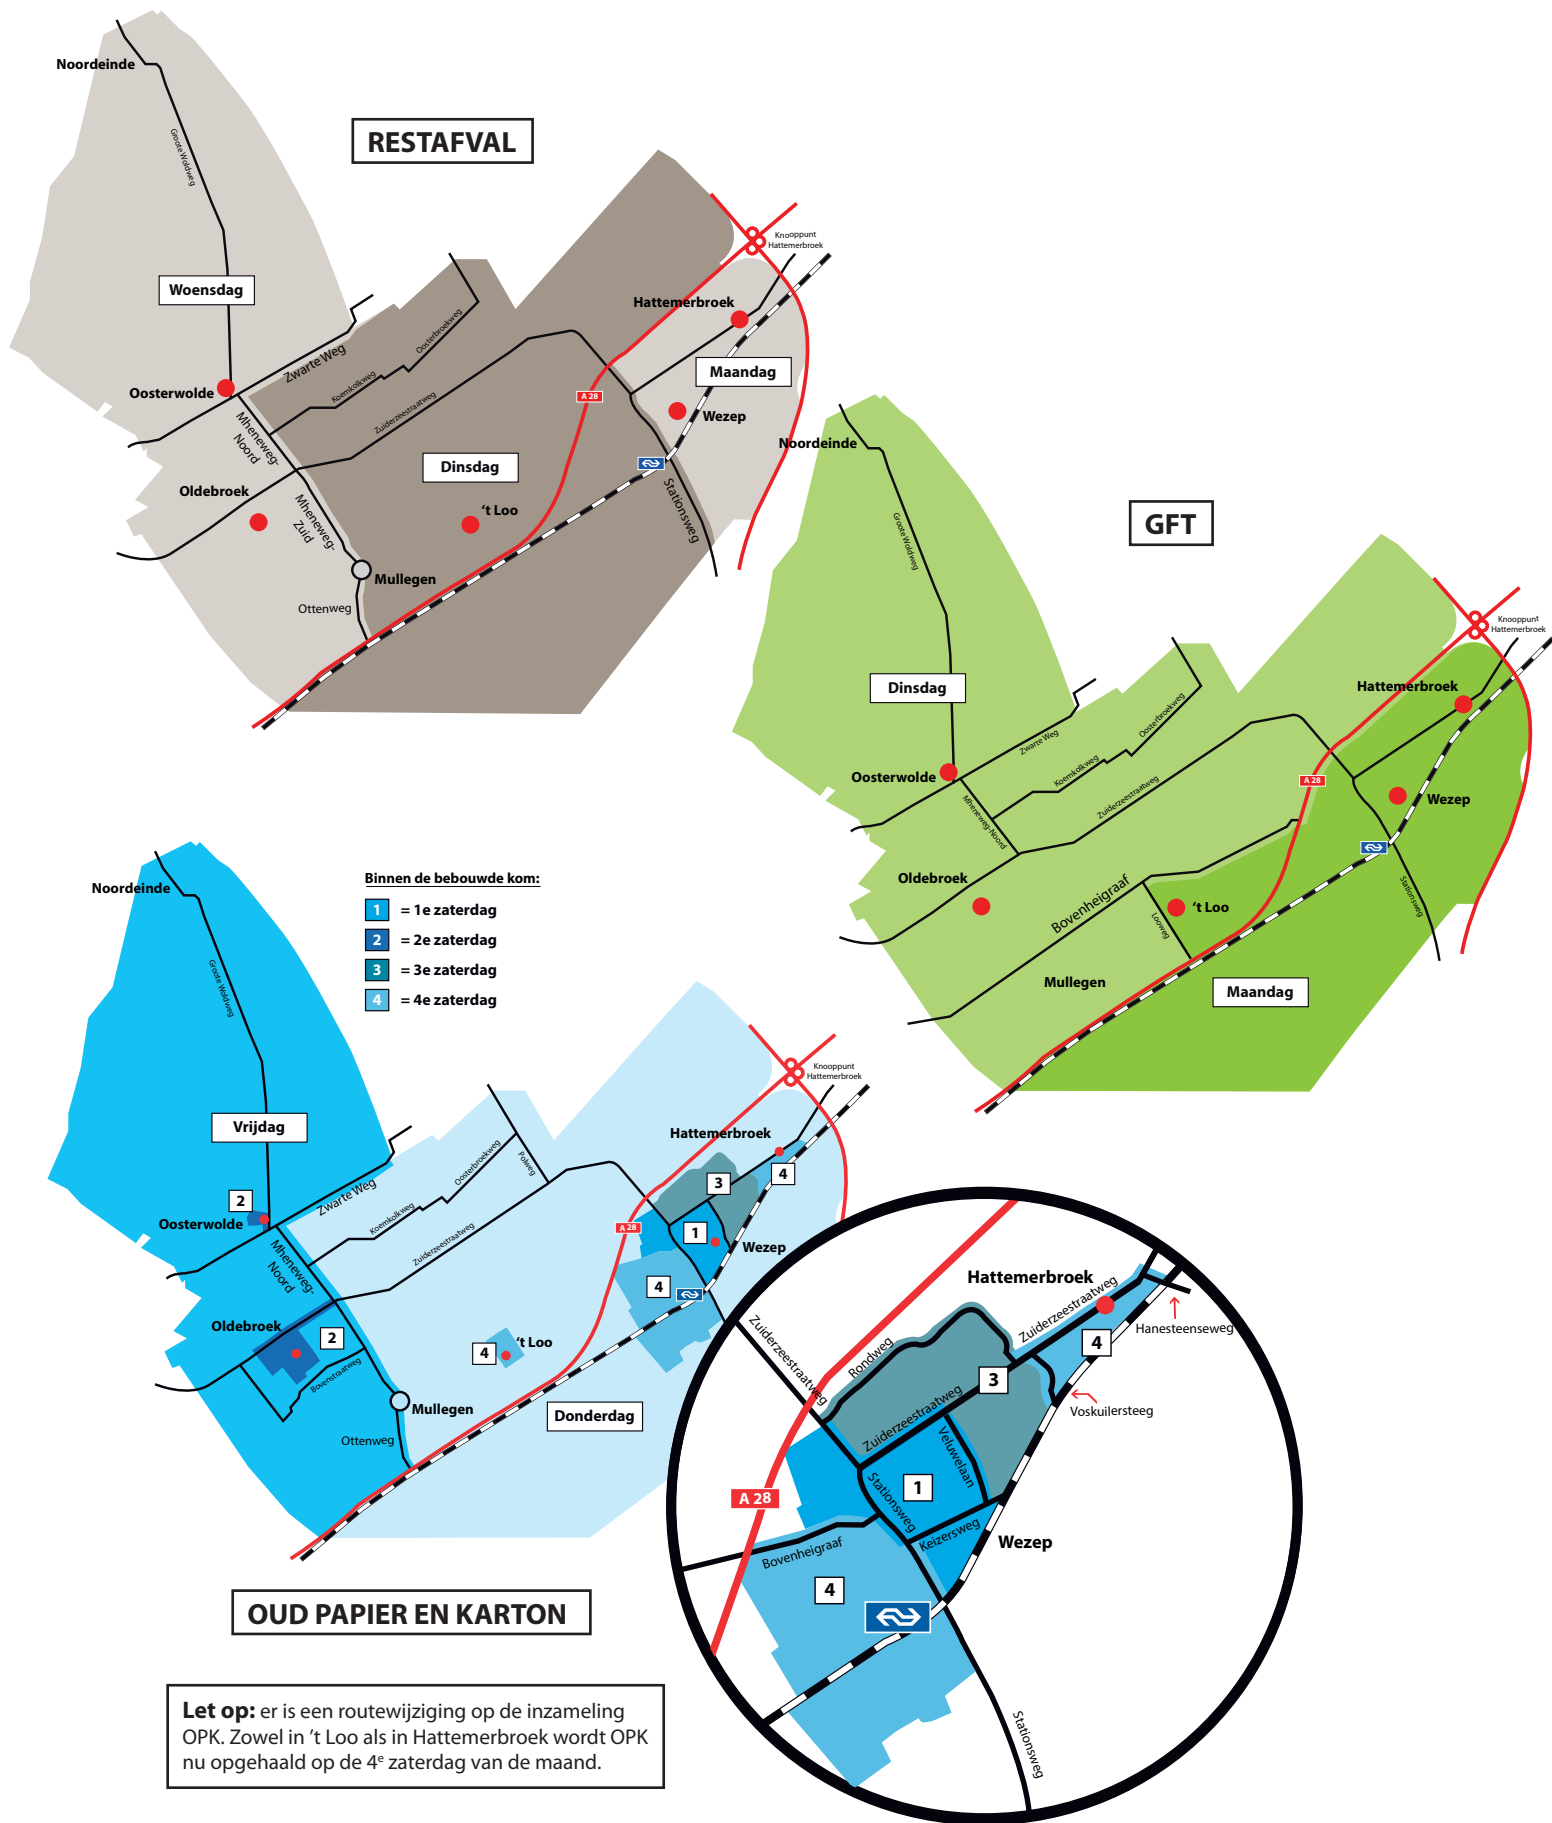 RESTAFVAL
Noordeinde
Groote Woldweg
Woensdag
Knooppunt
Hattemerbroek
Hattemerbroek
Oosterbroekweg
Zwarte Weg
Koemkolkweg
Zuiderzeestraatweg
Maandag
A 28
Oosterwolde
Wezep
Mheneweg-
Noord
Dinsdag
Oldebroek
Mheneweg-
Zuid
't Loo
Stationsweg
Mullegen
Ottenweg
GFT
Noordeinde
Groote Woldweg
Knooppunt
Hattemerbroek
Dinsdag
Hattemerbroek
Oosterbroekweg
Zwarte Weg
Koemkolkweg
Oosterwolde
A 28
Zuiderzeestraatweg
Wezep
Mheneweg-Noord
Oldebroek
Bovenheigraaf
Looweg
't Loo
Stationsweg
Mullegen
Maandag
Binnen de bebouwde kom:
1 = 1e zaterdag
2 = 2e zaterdag
3 = 3e zaterdag
4 = 4e zaterdag
Noordeinde
Groote Woldweg
Knooppunt
Hattemerbroek
Vrijdag
Hattemerbroek
Oosterbroekweg
Polweg
4
3
Zwarte Weg
2
Oosterwolde
Koemkolkweg
Zuiderzeestraatweg
A 28
1
Wezep
Mheneweg-
Noord
4
Oldebroek
2
Bovenstraatweg
't Loo
4
Mullegen
Donderdag
Ottenweg
Hattemerbroek
Zuiderzeestraatweg
Hanesteenseweg
4
Zuiderzeestraatweg
Rondweg
3
Voskuilersteeg
Zuiderzeestraatweg
Veluwelaan
1
A 28
Stationsweg
Keizersweg
Wezep
Bovenheigraaf
4
Stationsweg
OUD PAPIER EN KARTON
Let op: er is een routewijziging op de inzameling
OPK. Zowel in 't Loo als in Hattemerbroek wordt OPK
nu opgehaald op de 4e zaterdag van de maand.